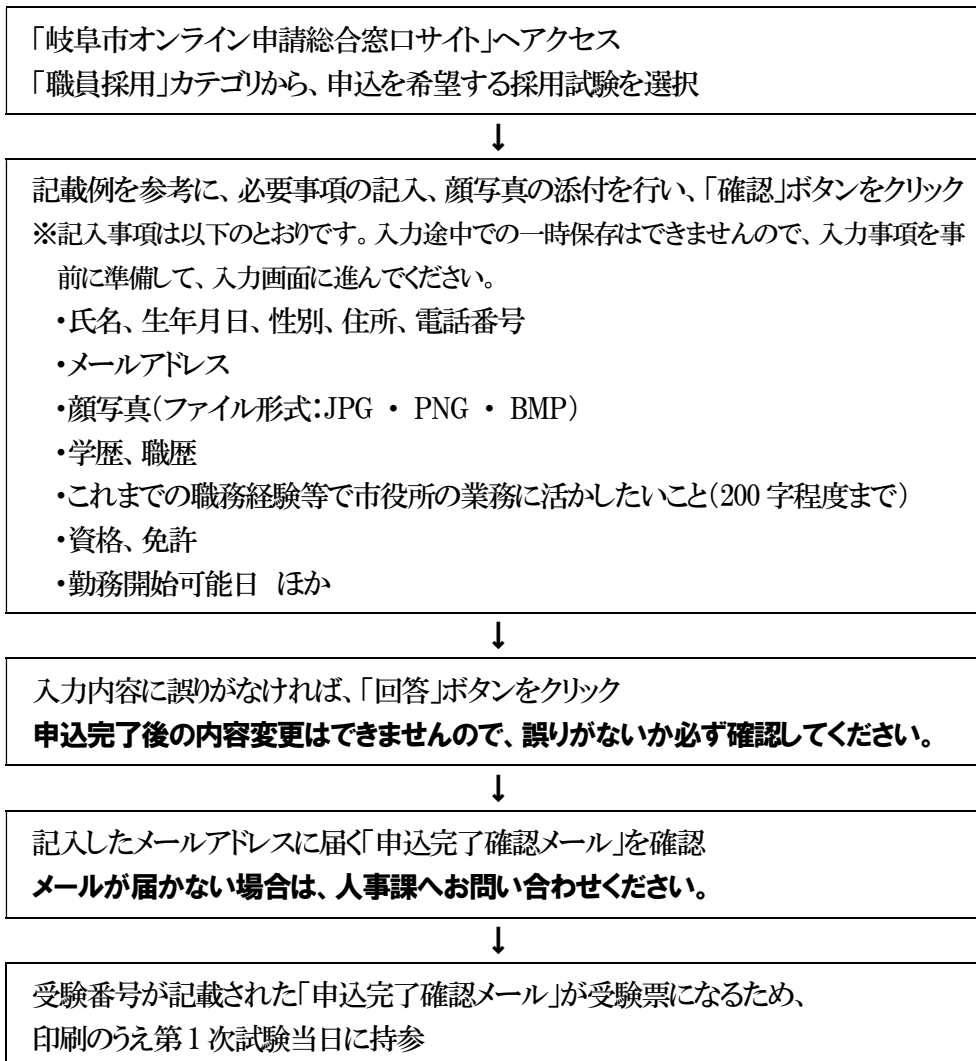 「岐阜市オンライン申請総合窓口サイト」へアクセス
「職員採用」カテゴリから、申込を希望する採用試験を選択
↓
記載例を参考に、必要事項の記入、顔写真の添付を行い、「確認」ボタンをクリック
※記入事項は以下のとおりです。入力途中での一時保存はできませんので、入力事項を事
前に準備して、入力画面に進んでください。
・氏名、生年月日、性別、住所、電話番号
・メールアドレス
・顔写真(ファイル形式:JPG ・ PNG ・ BMP)
・学歴、職歴
・これまでの職務経験等で市役所の業務に活かしたいこと(200 字程度まで)
・資格、免許
・勤務開始可能日 ほか
↓
入力内容に誤りがなければ、「回答」ボタンをクリック
申込完了後の内容変更はできませんので、誤りがないか必ず確認してください。
↓
記入したメールアドレスに届く「申込完了確認メール」を確認
メールが届かない場合は、人事課へお問い合わせください。
↓
受験番号が記載された「申込完了確認メール」が受験票になるため、
印刷のうえ第 1 次試験当日に持参